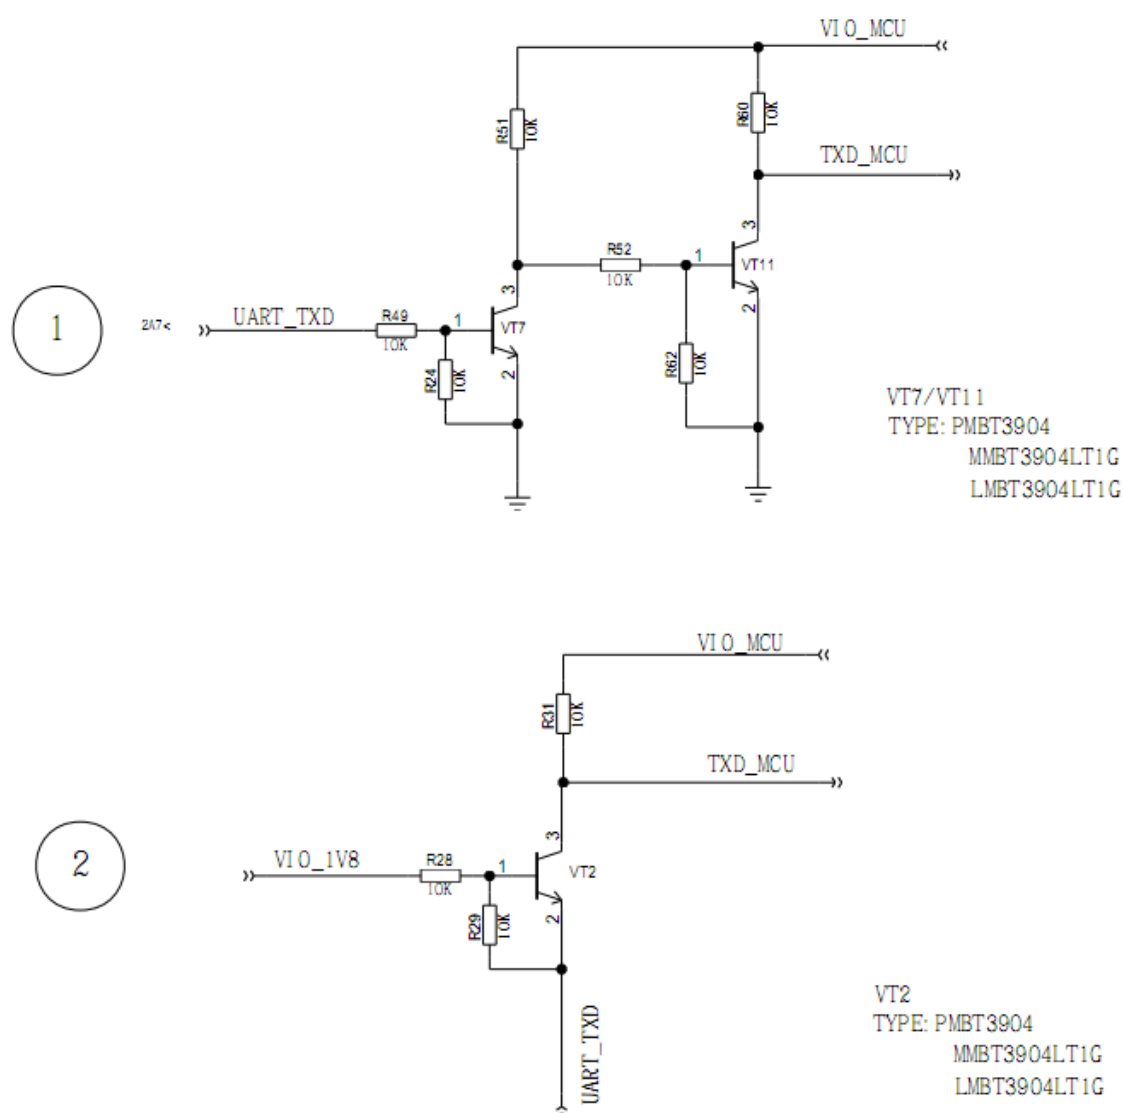 VIO_MCU
R51
10K
R60
10K
TXD_MCU
3
R52
10K
1
VT11
2
1
2A7<
UART_TXD
R49
10K
1
3
VT7
2
R24
10K
R62
10K
VT7/VT11
TYPE: PMBT3904
MMBT3904LT1G
LMBT3904LT1G
VIO_MCU
R31
10K
TXD_MCU
2
VIO_1V8
R28
10K
1
3
VT2
2
R29
10K
UART_TXD
VT2
TYPE: PMBT3904
MMBT3904LT1G
LMBT3904LT1G